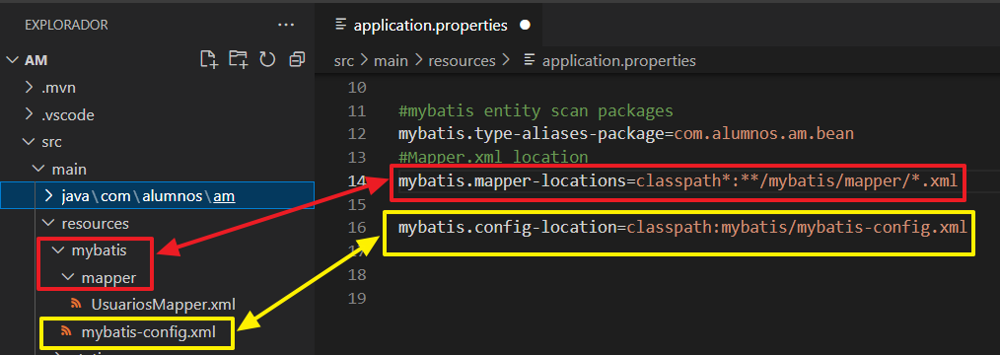 EXPLORADOR
···
AM
.mvn
.vscode
src
main
java\com\alumnos\am
resources
mybatis
mapper
UsuariosMapper.xml
mybatis-config.xml
application.properties
src > main > resources > application.properties
10
11 #mybatis entity scan packages
12 mybatis.type-aliases-package=com.alumnos.am.bean
13 #Mapper.xml location
14 mybatis.mapper-locations=classpath*:**/mybatis/mapper/*.xml
15
16 mybatis.config-location=classpath:mybatis/mybatis-config.xml
17
18
19